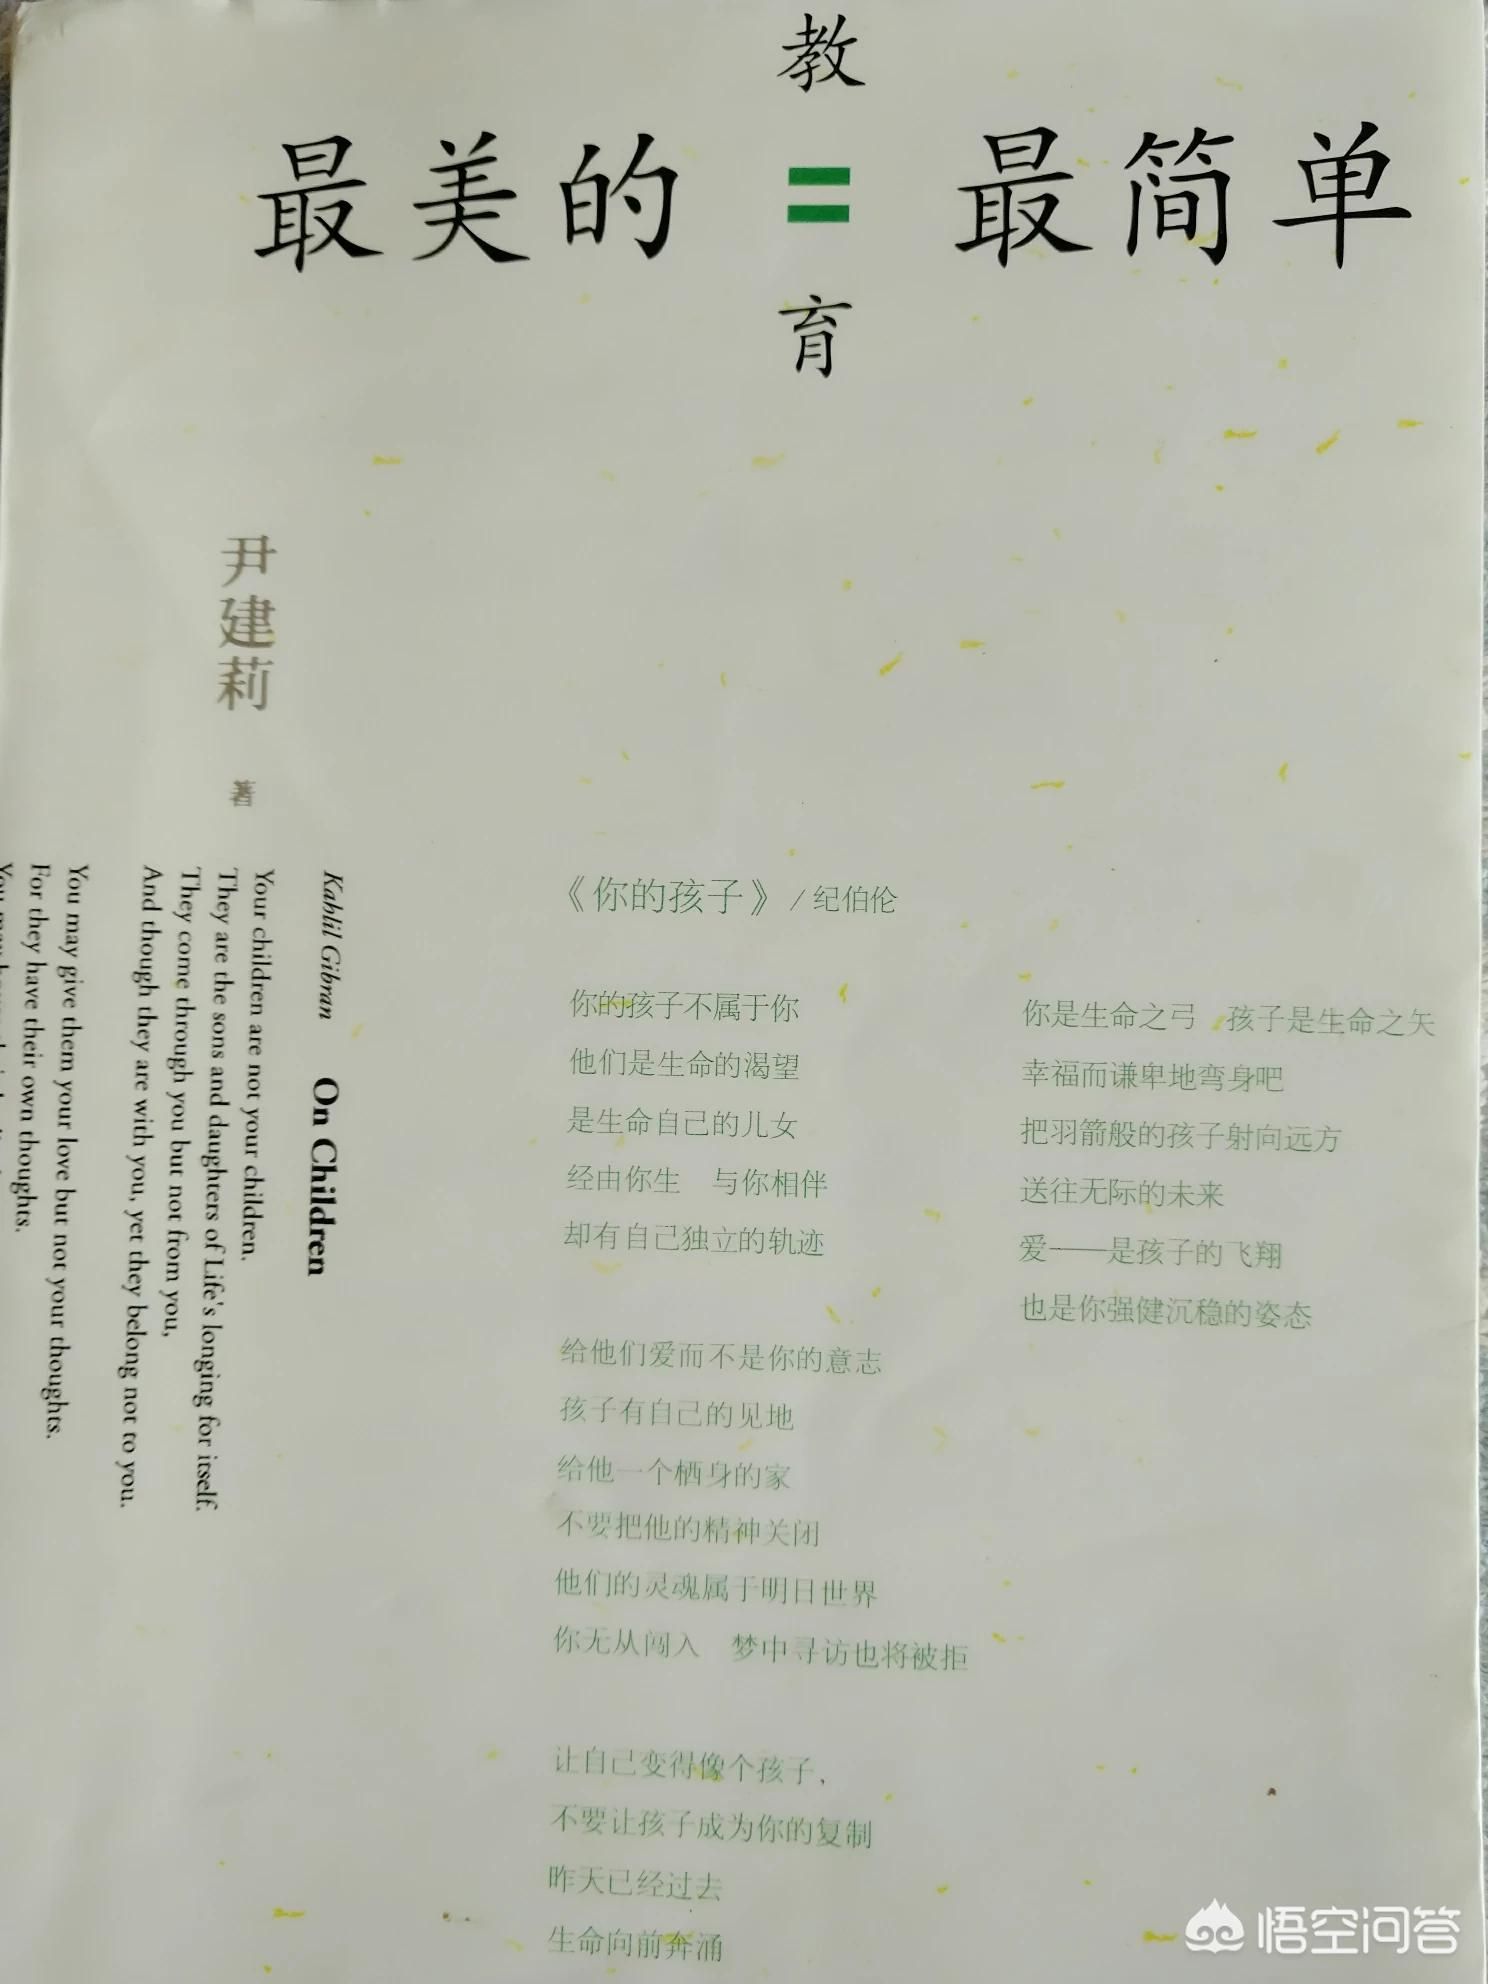 教
最美的 = 最简单
育
尹建莉 著
《你的孩子》/纪伯伦
你的孩子不属于你
他们是生命的渴望
是生命自己的儿女
经由你生 与你相伴
却有自己独立的轨迹
给他们爱而不是你的意志
孩子有自己的见地
给他一个栖身的家
不要把他的精神关闭
他们的灵魂属于明日世界
你无从闯入 梦中寻访也将被拒
让自己变得像个孩子,
不要让孩子成为你的复制
昨天已经过去
生命向前奔涌
你是生命之弓 孩子是生命之矢
幸福而谦卑地弯身吧
把羽箭般的孩子射向远方
送往无际的未来
爱——是孩子的飞翔
也是你强健沉稳的姿态
Kahlil Gibran On Children
Your children are not your children.
They are the sons and daughters of Life's longing for itself.
They come through you but not from you,
And though they are with you, yet they belong not to you.
You may give them your love but not your thoughts.
For they have their own thoughts.
悟空问答